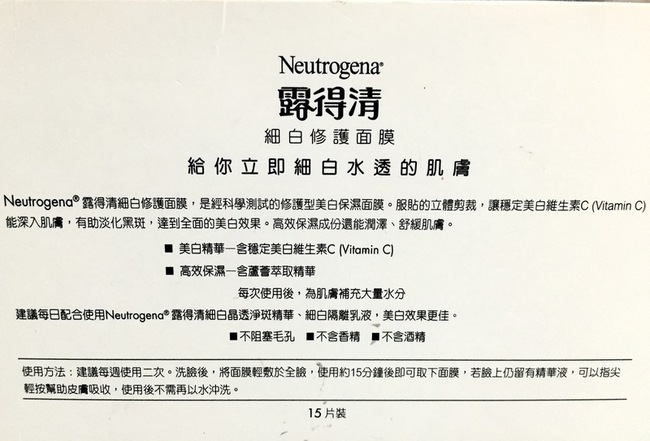 Neutrogena®
露得清
細白修護面膜
給你立即細白水透的肌膚
Neutrogena® 露得清細白修護面膜，是經科學測試的修護型美白保濕面膜。服貼的立體剪裁，讓穩定美白維生素C (Vitamin C)
能深入肌膚，有助淡化黑斑，達到全面的美白效果。高效保濕成份還能潤澤、舒緩肌膚。
■ 美白精華—含穩定美白維生素C (Vitamin C)
■ 高效保濕—含蘆薈萃取精華
每次使用後，為肌膚補充大量水分
建議每日配合使用Neutrogena® 露得清細白晶透淨斑精華、細白隔離乳液，美白效果更佳。
■不阻塞毛孔 ■不含香精 ■不含酒精
使用方法：建議每週使用二次。洗臉後，將面膜輕敷於全臉，使用約15分鐘後即可取下面膜，若臉上仍留有精華液，可以指尖
輕按幫助皮膚吸收，使用後不需再以水沖洗。
15 片裝